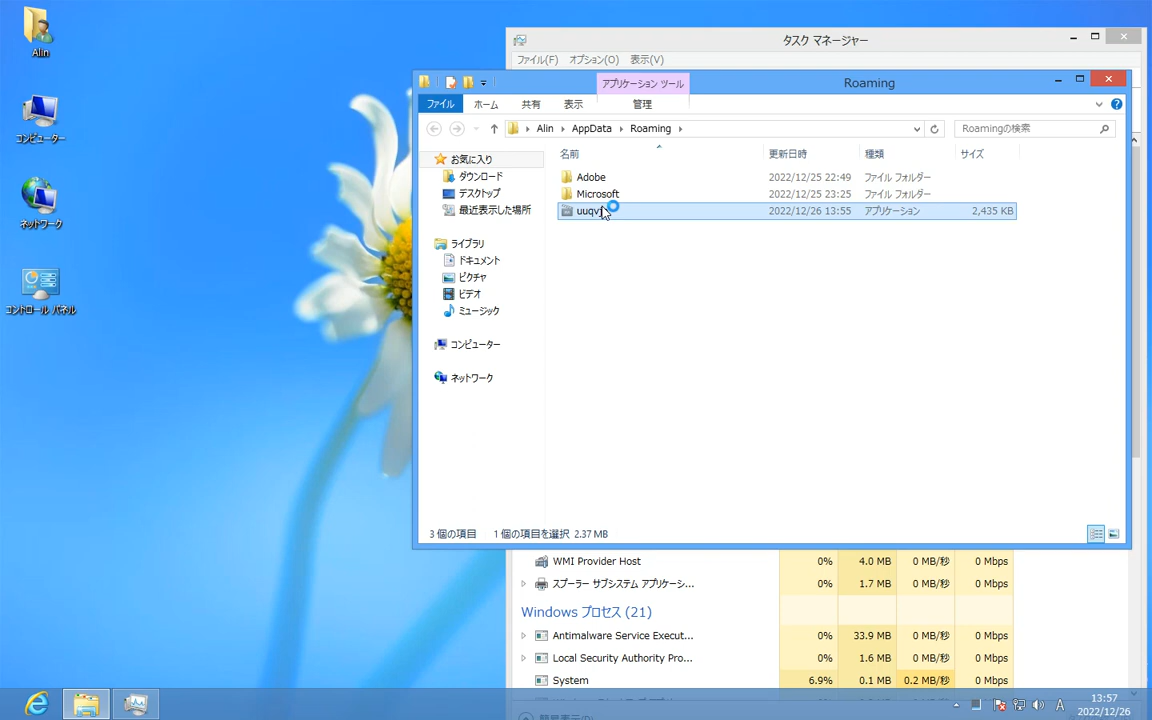 Alin
コンピューター
ネットワーク
コントロール パネル
タスク マネージャー
ファイル(F) オプション(O) 表示(V)
アプリケーション ツール
Roaming
ファイル ホーム 共有 表示 管理
Alin AppData Roaming
Roamingの検索
名前 更新日時 種類 サイズ
Adobe 2022/12/25 22:49 ファイル フォルダー
Microsoft 2022/12/25 23:25 ファイル フォルダー
2022/12/26 13:55 アプリケーション 2,435 KB
お気に入り
ダウンロード
デスクトップ
最近表示した場所
ライブラリ
ドキュメント
ピクチャ
ビデオ
ミュージック
コンピューター
ネットワーク
3 個の項目 1 個の項目を選択 2.37 MB
WMI Provider Host 0% 4.0 MB 0 MB/秒 0 Mbps
スプーラー サブシステム アプリケーシ... 0% 1.7 MB 0 MB/秒 0 Mbps
Windows プロセス (21)
Antimalware Service Execut... 0% 33.9 MB 0 MB/秒 0 Mbps
Local Security Authority Pro... 0% 1.6 MB 0 MB/秒 0 Mbps
System 6.9% 0.1 MB 0.2 MB/秒 0 Mbps
A
13:57
2022/12/26